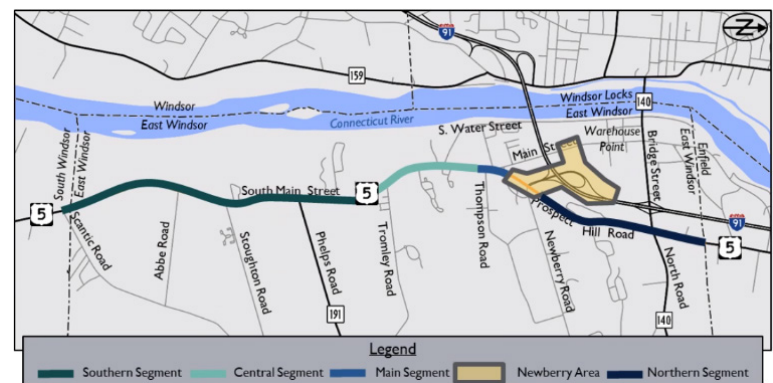 Z
91
159
Windsor Locks
East Windsor
140
Windsor
East Windsor
Connecticut River
S. Water Street
Warehouse
Point
Main Street
Bridge Street
Enfield
East Windsor
South Windsor
East Windsor
South Main Street
5
5
Thompson Road
Prospect
Hill Road
91
5
Scantic Road
Abbe Road
Stoughton Road
Phelps Road
Tromley Road
Newberry Road
North Road
191
140
Legend
Southern Segment
Central Segment
Main Segment
Newberry Area
Northern Segment